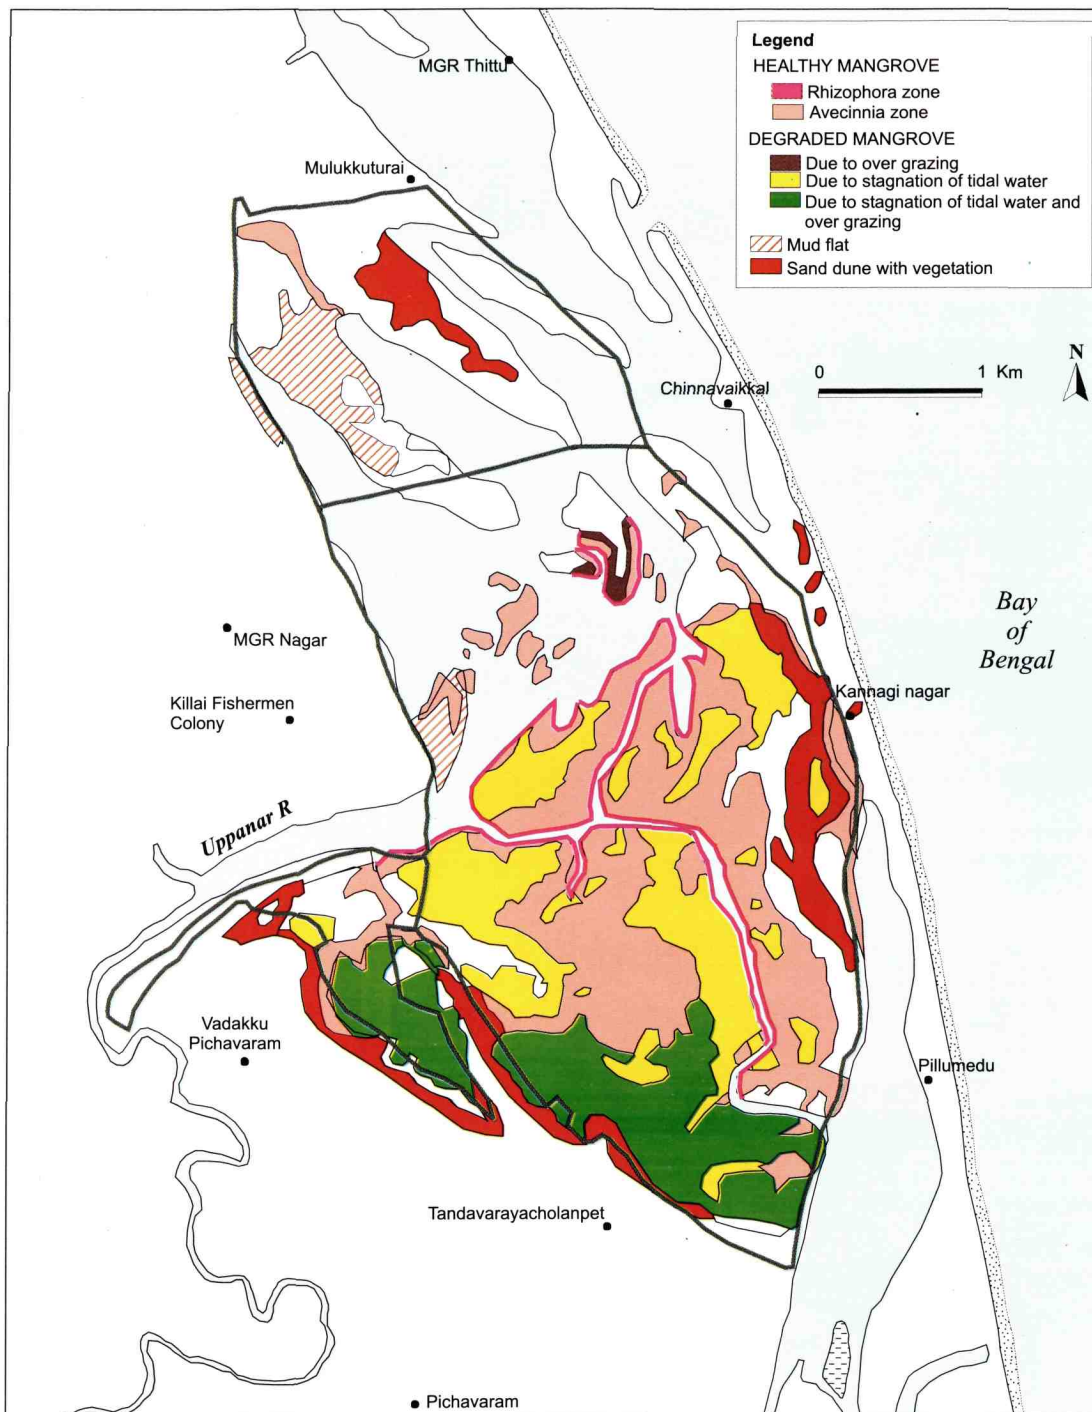 Legend
HEALTHY MANGROVE
Rhizophora zone
Avecinnia zone
DEGRADED MANGROVE
Due to over grazing
Due to stagnation of tidal water
Due to stagnation of tidal water and
over grazing
Mud flat
Sand dune with vegetation
MGR Thittu
Mulukkuturai
N
0 1 Km
Chinnavaikkal
Bay
of
Bengal
MGR Nagar
Kannagi nagar
Killai Fishermen
Colony
Uppanar R
Vadakku
Pichavaram
Pillumedu
Tandavarayacholanpet
Pichavaram